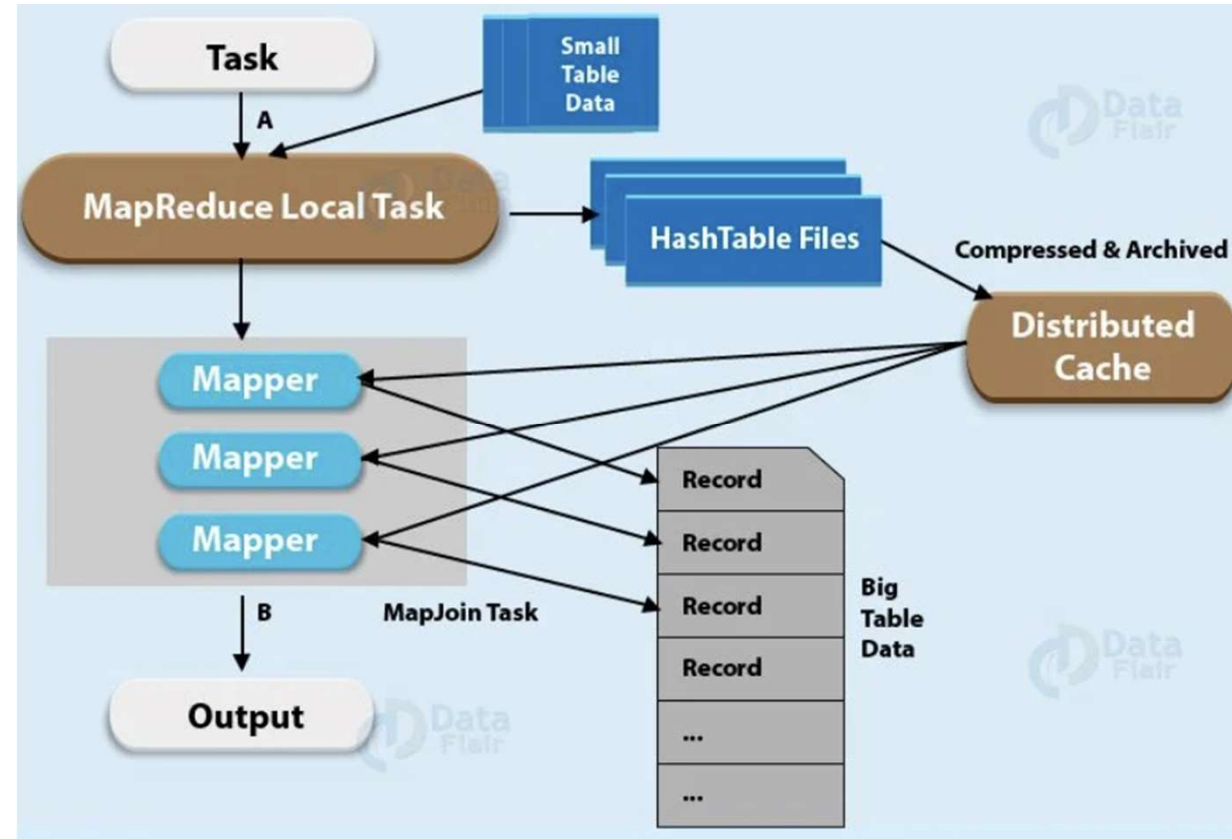 Task
A
Small
Table
Data
Data
Flair
MapReduce Local Task
Data
HashTable Files
Compressed & Archived
Distributed
Cache
Mapper
Mapper
Mapper
MapJoin Task
B
Output
Record
Record
Record
Record
...
...
Big
Table
Data
Data
Flair
Data
Flair